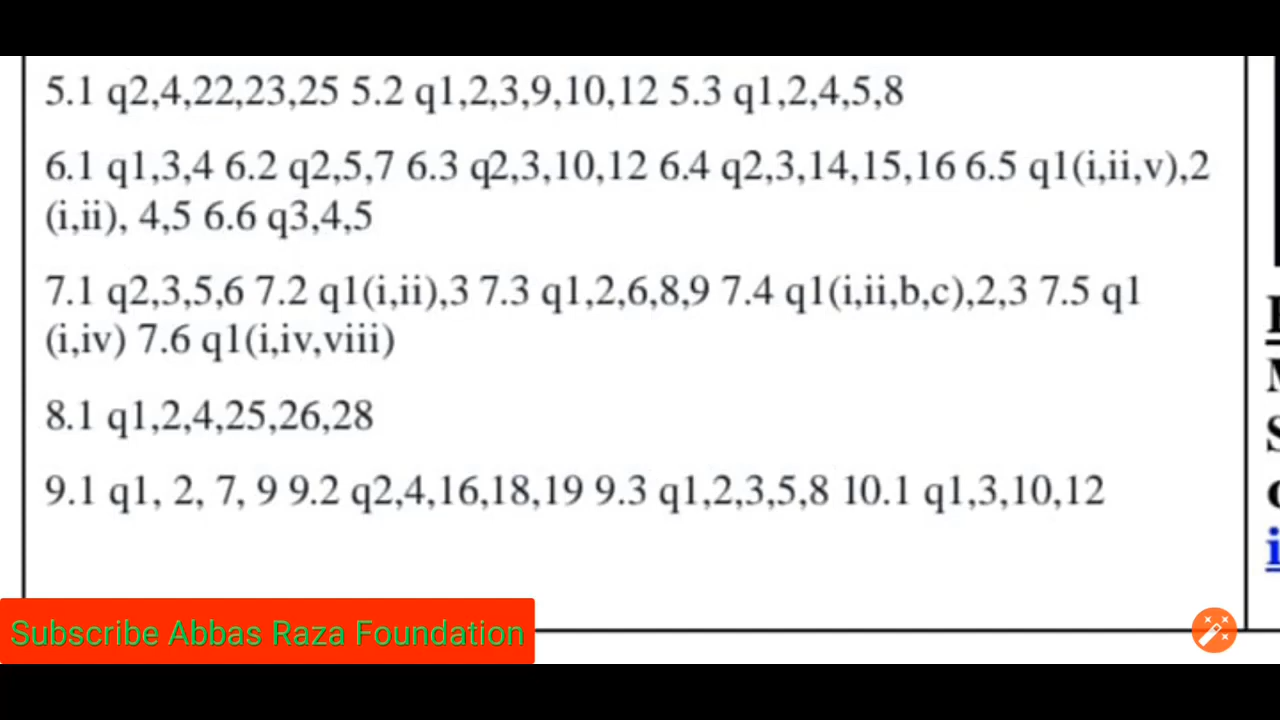 5.1 q2,4,22,23,25 5.2 q1,2,3,9,10,12 5.3 q1,2,4,5,8
6.1 q1,3,4 6.2 q2,5,7 6.3 q2,3,10,12 6.4 q2,3,14,15,16 6.5 q1(i,ii,v),2
(i,ii), 4,5 6.6 q3,4,5
7.1 q2,3,5,6 7.2 q1(i,ii),3 7.3 q1,2,6,8,9 7.4 q1(i,ii,b,c),2,3 7.5 q1
(i,iv) 7.6 q1(i,iv,viii)
8.1 q1,2,4,25,26,28
9.1 q1, 2, 7, 9 9.2 q2,4,16,18,19 9.3 q1,2,3,5,8 10.1 q1,3,10,12
Subscribe Abbas Raza Foundation